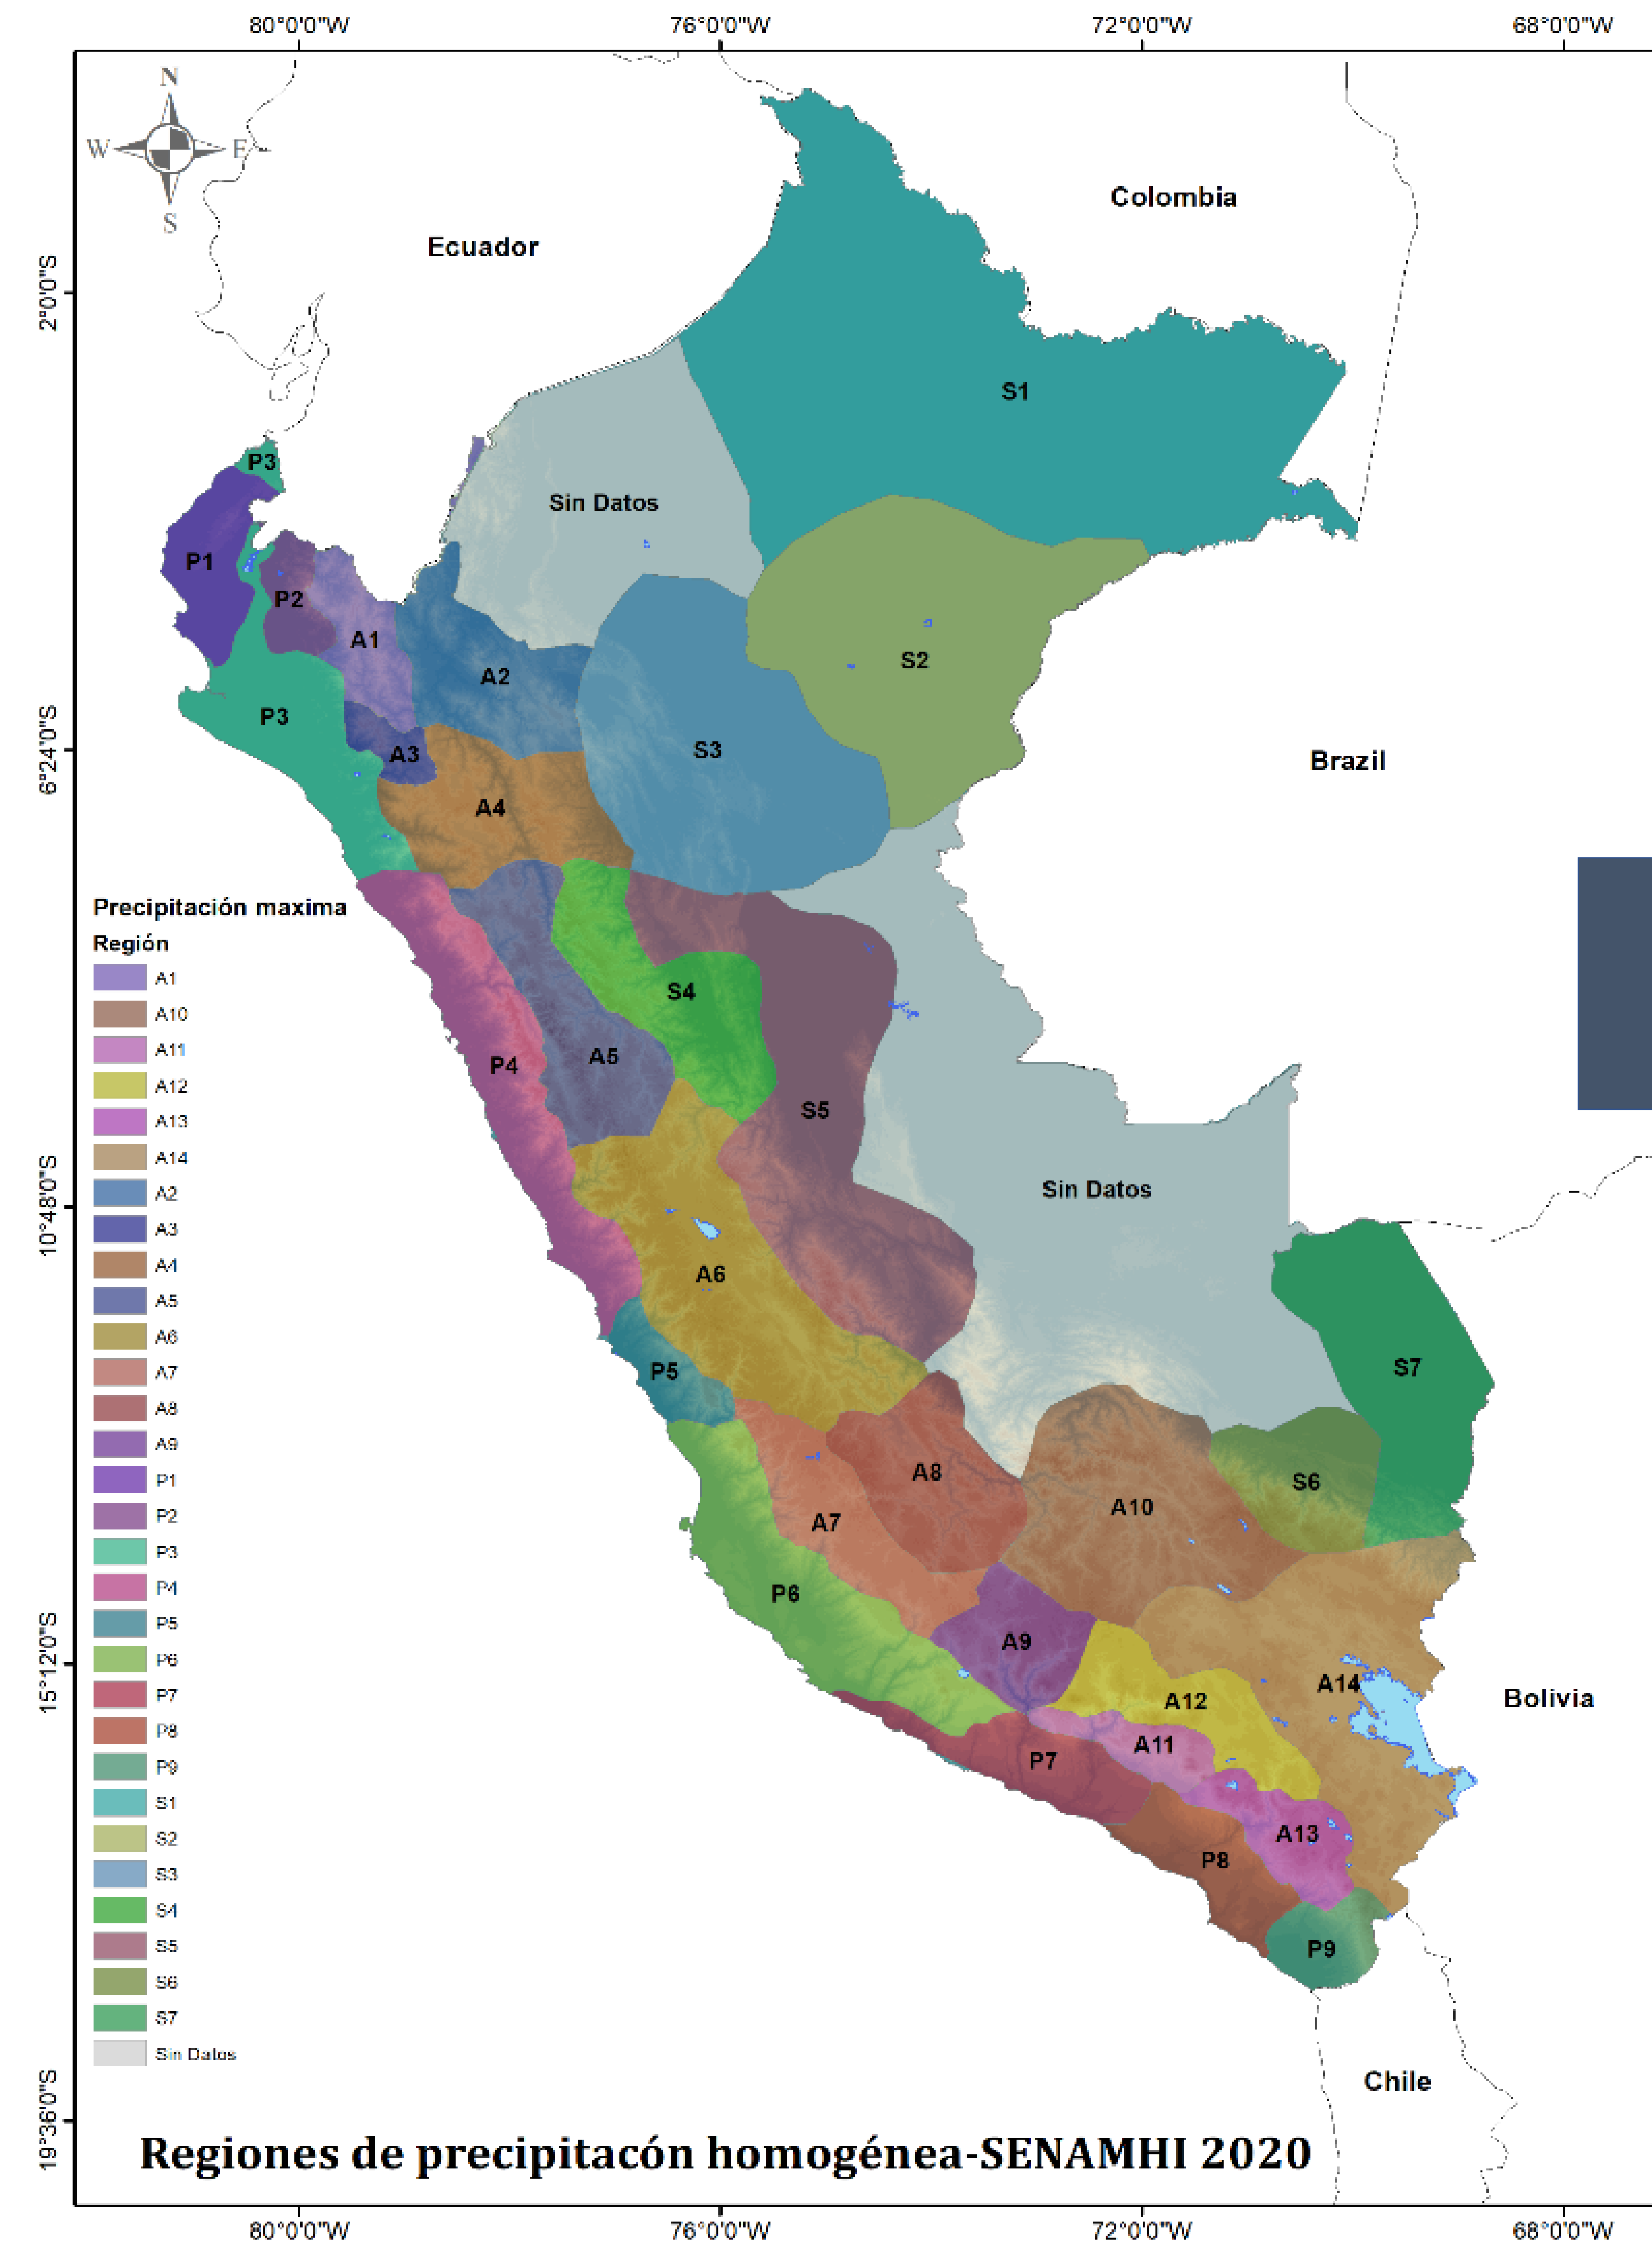 80°0'0"W 76°0'0"W 72°0'0"W 68°0'0"W
N
W E
S
Colombia
Ecuador
2°0'0"S
S1
P3
Sin Datos
P1
P2
A1
S2
A2
P3
6°24'0"S
A3
S3
Brazil
A4
Precipitación maxima
Región
A1
A10
A11
A12
A13
A14
A2
A3
A4
A5
A6
A7
A8
A9
P1
P2
P3
P4
P5
P6
P7
P8
P9
S1
S2
S3
S4
S5
S6
S7
Sin Datos
S4
A5
P4
S5
Sin Datos
10°48'0"S
A6
P5
S7
A8
S6
A10
A7
P6
A9
15°12'0"S
A14
A12
Bolivia
A11
P7
A13
P8
P9
Chile
19°36'0"S
Regiones de precipitacón homogénea-SENAMHI 2020
80°0'0"W 76°0'0"W 72°0'0"W 68°0'0"W